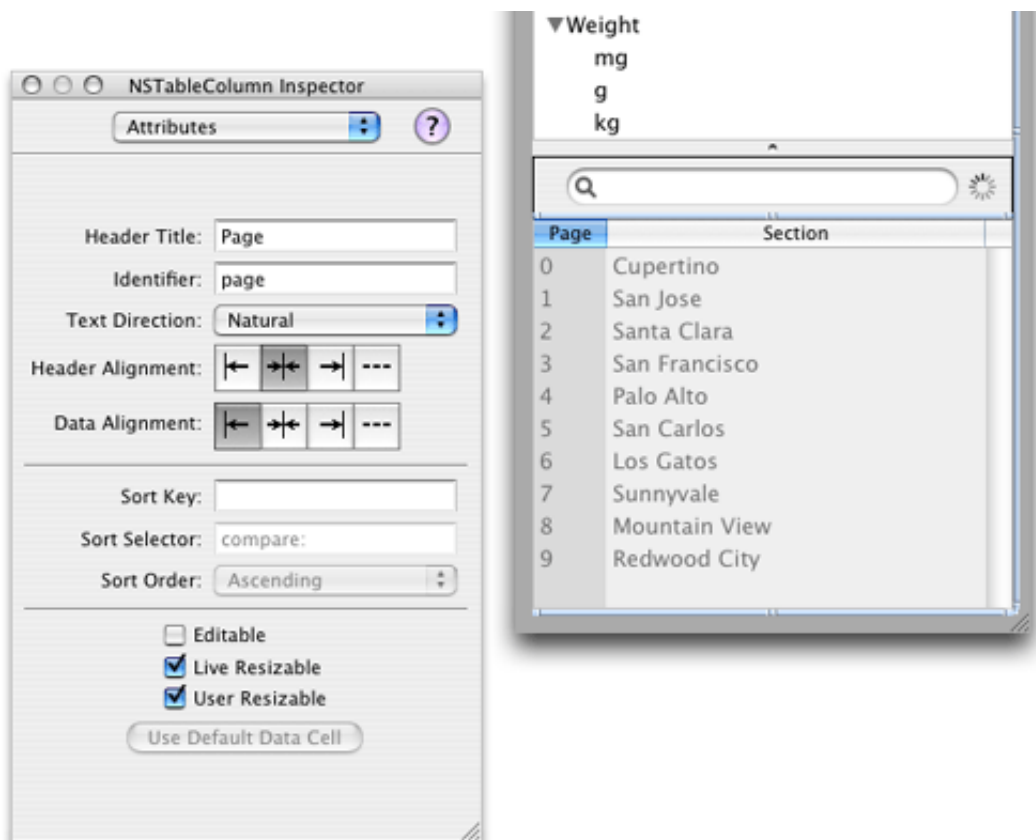 NSTableColumn Inspector
Attributes
?
Header Title: Page
Identifier: page
Text Direction: Natural
Header Alignment:
Data Alignment:
Sort Key:
Sort Selector: compare:
Sort Order: Ascending
Editable
Live Resizable
User Resizable
Use Default Data Cell
Weight
mg
g
kg
Page Section
0 Cupertino
1 San Jose
2 Santa Clara
3 San Francisco
4 Palo Alto
5 San Carlos
6 Los Gatos
7 Sunnyvale
8 Mountain View
9 Redwood City